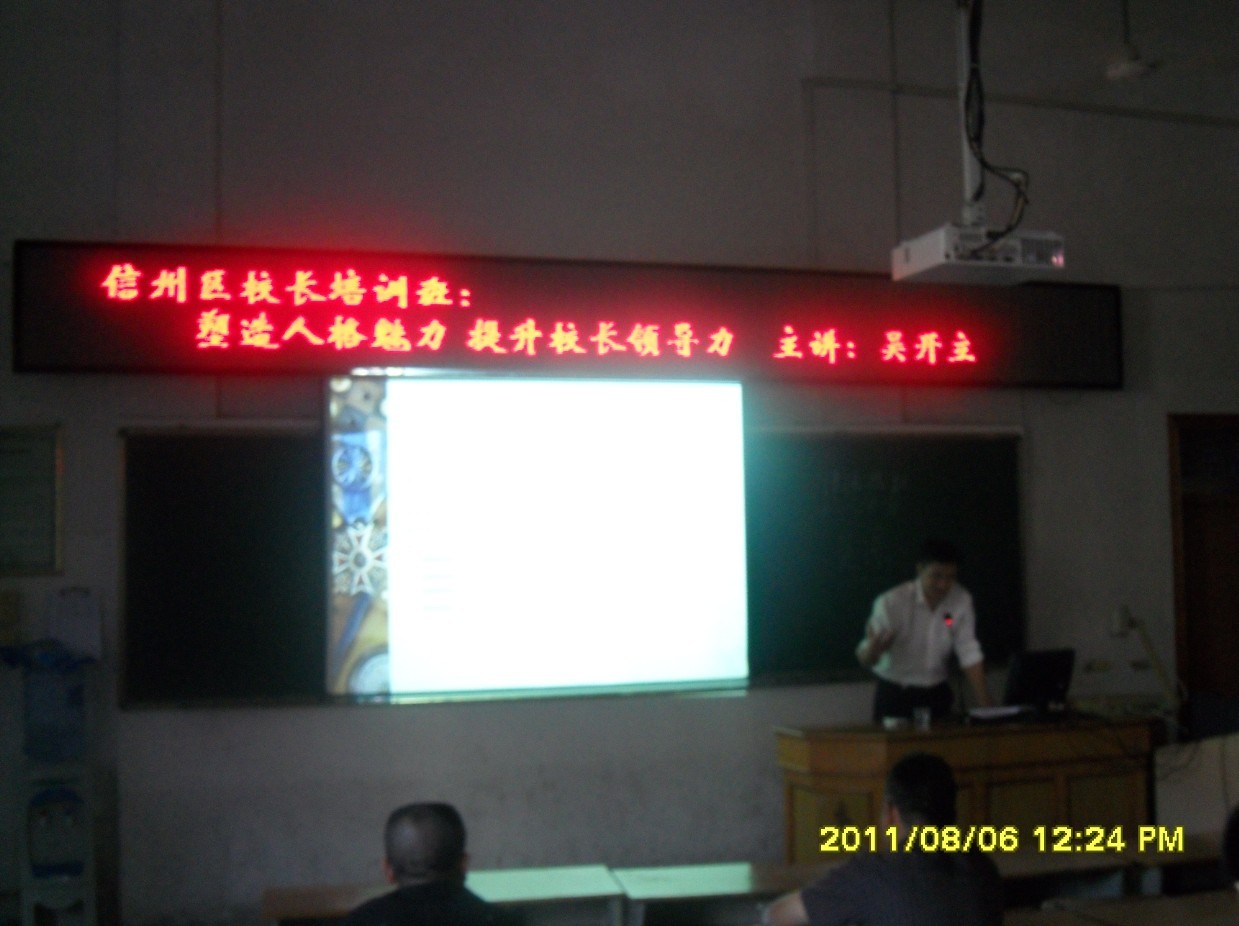 信州区校长培训班：
塑造人格魅力 提升校长领导力 主讲：吴开主
2011/08/06 12:24 PM